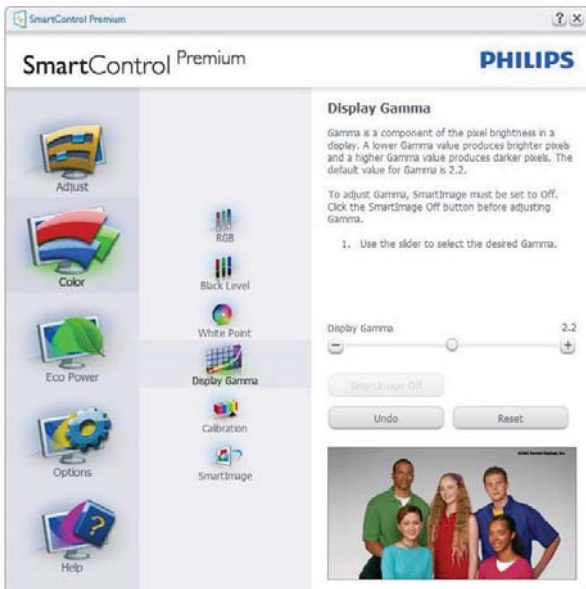 SmartControl Premium
SmartControl Premium
PHILIPS
Adjust
Color
Eco Power
Options
Help
RGB
Black Level
White Point
Display Gamma
Calibration
SmartImage
Display Gamma
Gamma is a component of the pixel brightness in a
display. A lower Gamma value produces brighter pixels
and a higher Gamma value produces darker pixels. The
default value for Gamma is 2.2.
To adjust Gamma, SmartImage must be set to Off.
Click the SmartImage Off button before adjusting
Gamma.
1. Use the slider to select the desired Gamma.
Display Gamma 2.2
SmartImage Off
Undo Reset